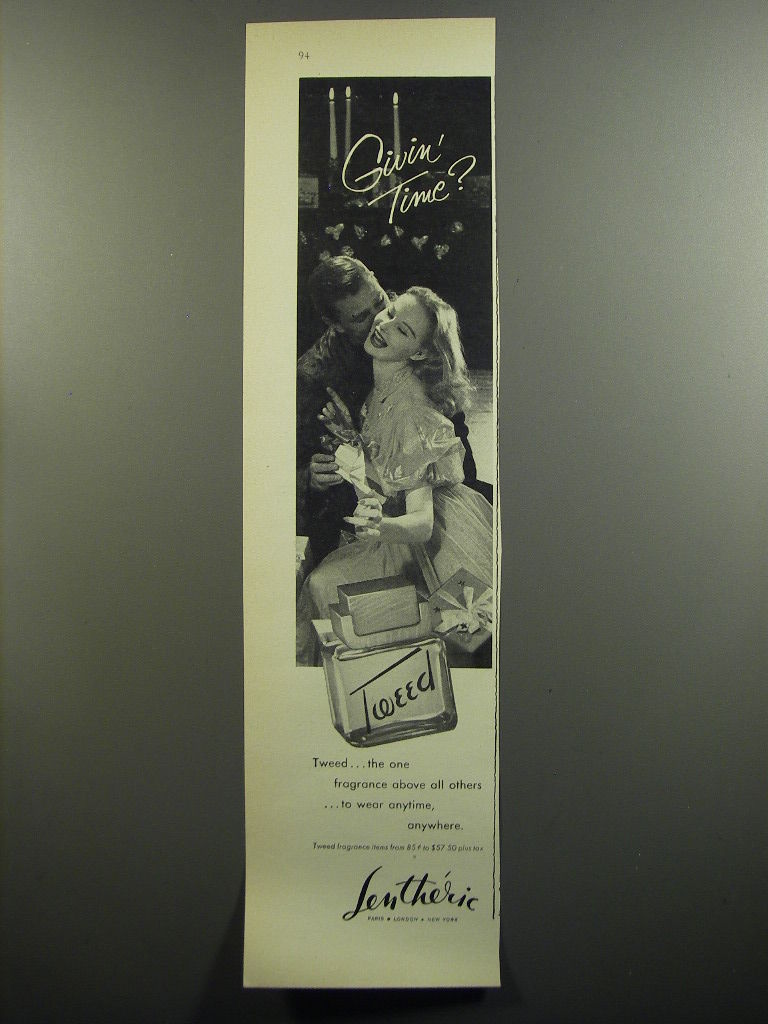 94
Givin'
Time?
Tweed
Tweed...the one
fragrance above all others
...to wear anytime,
anywhere.
Tweed fragrance items from 85¢ to $57.50 plus tax
Lenthéric
PARIS • LONDON • NEW YORK